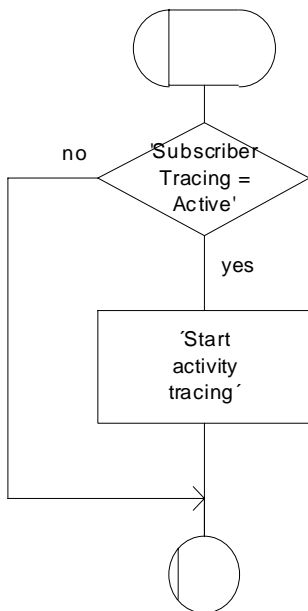 'Subscriber
Tracing =
Active'
no
yes
´Start
activity
tracing´